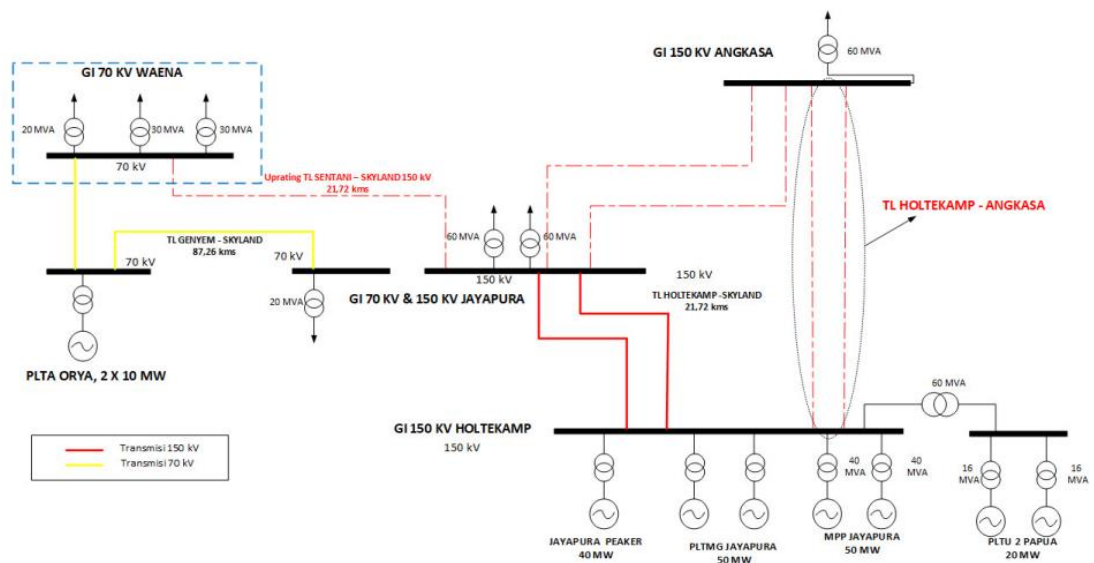 GI 150 KV ANGKASA
60 MVA
GI 70 KV WAENA
20 MVA
30 MVA
30 MVA
70 kV
Uprating TL SENTANI – SKYLAND 150 kV
21,72 kms
TL HOLTEKAMP - ANGKASA
60 MVA
60 MVA
TL GENYEM - SKYLAND
87,26 kms
70 kV
70 kV
150 kV
150 kV
20 MVA
GI 70 KV & 150 KV JAYAPURA
TL HOLTEKAMP -SKYLAND
21,72 kms
PLTA ORYA, 2 X 10 MW
60 MVA
GI 150 KV HOLTEKAMP
150 kV
Transmisi 150 kV
Transmisi 70 kV
40
MVA
40
MVA
16
MVA
16
MVA
JAYAPURA PEAKER
40 MW
PLTMG JAYAPURA
50 MW
MPP JAYAPURA
50 MW
PLTU 2 PAPUA
20 MW